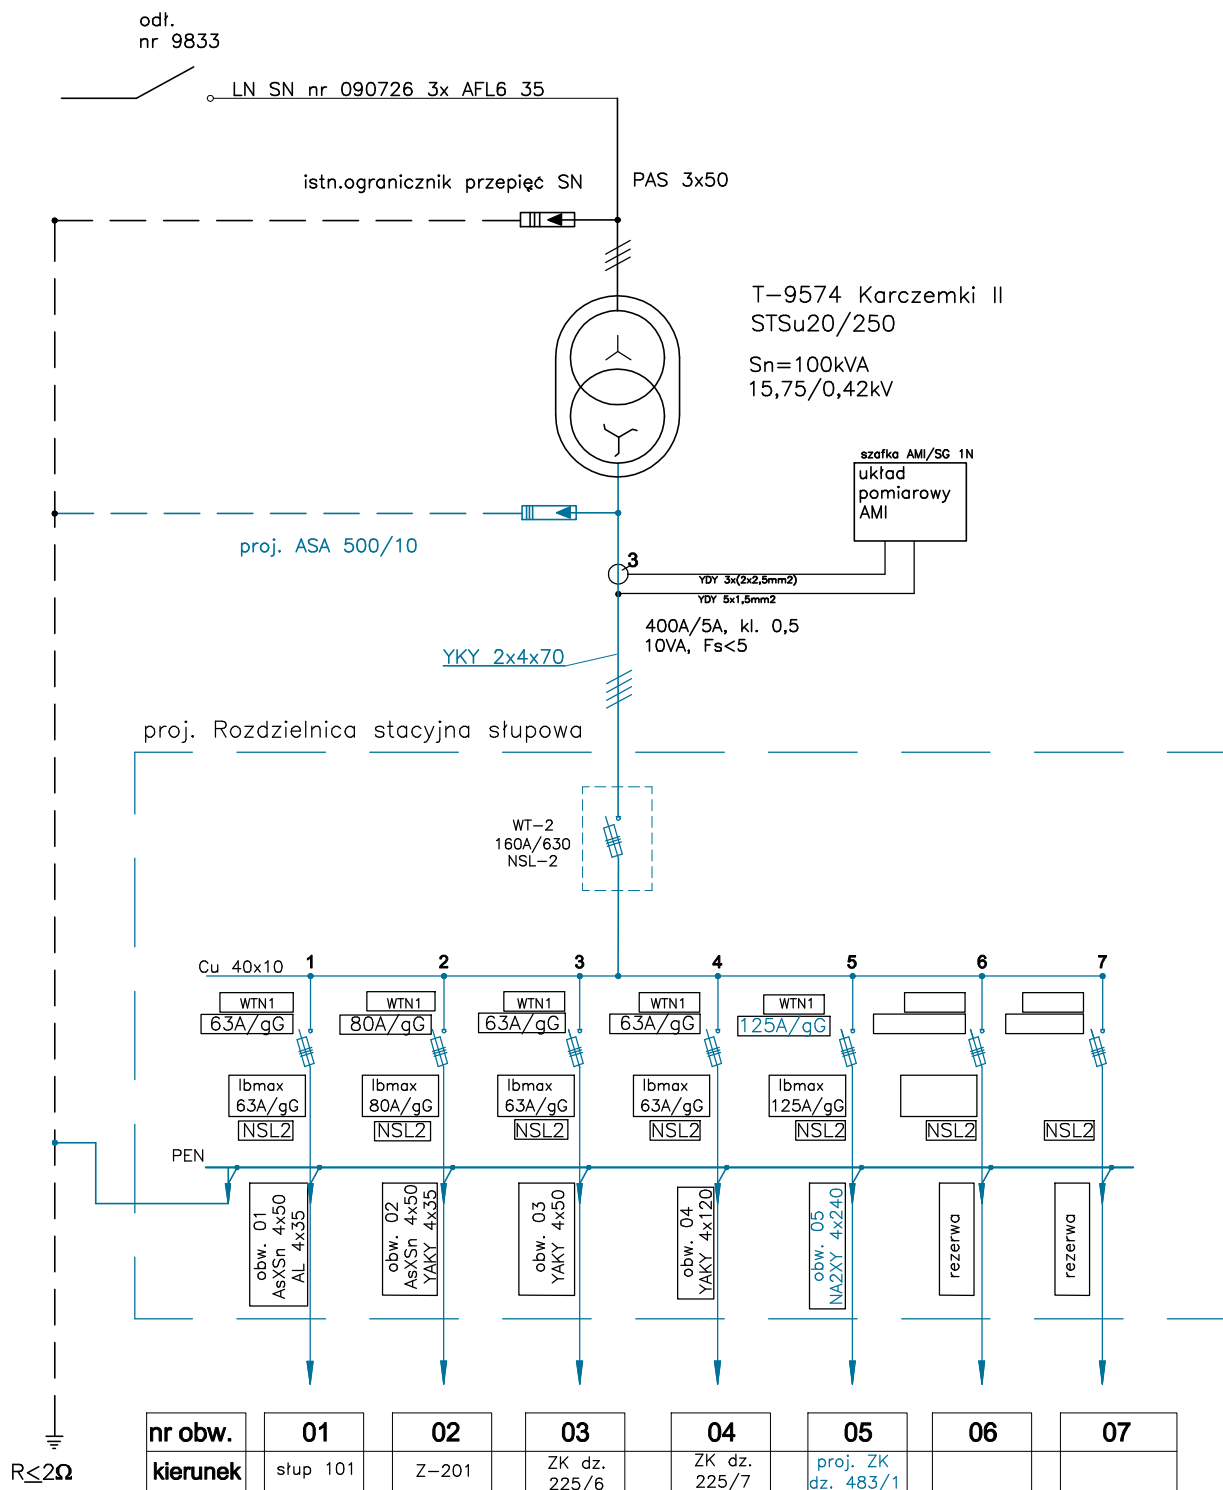 odł.
nr 9833
LN SN nr 090726 3x AFL6 35
istn.ogranicznik przepięć SN
PAS 3x50
T-9574 Karczemki II
STSu20/250
Sn=100kVA
15,75/0,42kV
szafka AMI/SG 1N
układ
pomiarowy
AMI
proj. ASA 500/10
3
YDY 3x(2x2,5mm2)
YDY 5x1,5mm2
400A/5A, kl. 0,5
10VA, Fs<5
YKY 2x4x70
proj. Rozdzielnica stacyjna słupowa
WT-2
160A/630
NSL-2
Cu 40x10
1 2 3 4 5 6 7
WTN1 WTN1 WTN1 WTN1 WTN1
63A/gG 80A/gG 63A/gG 63A/gG 125A/gG
Ibmax Ibmax Ibmax Ibmax Ibmax
63A/gG 80A/gG 63A/gG 63A/gG 125A/gG
NSL2 NSL2 NSL2 NSL2 NSL2 NSL2 NSL2
PEN
obw. 01
AsXSn 4x50
AL 4x35
obw. 02
AsXSn 4x50
YAKY 4x35
obw. 03
YAKY 4x50
obw. 04
YAKY 4x120
obw. 05
NA2XY 4x240
rezerwa
rezerwa
nr obw. 01 02 03 04 05 06 07
kierunek słup 101 Z-201 ZK dz. 225/6 ZK dz. 225/7 proj. ZK dz. 483/1
R≤2Ω